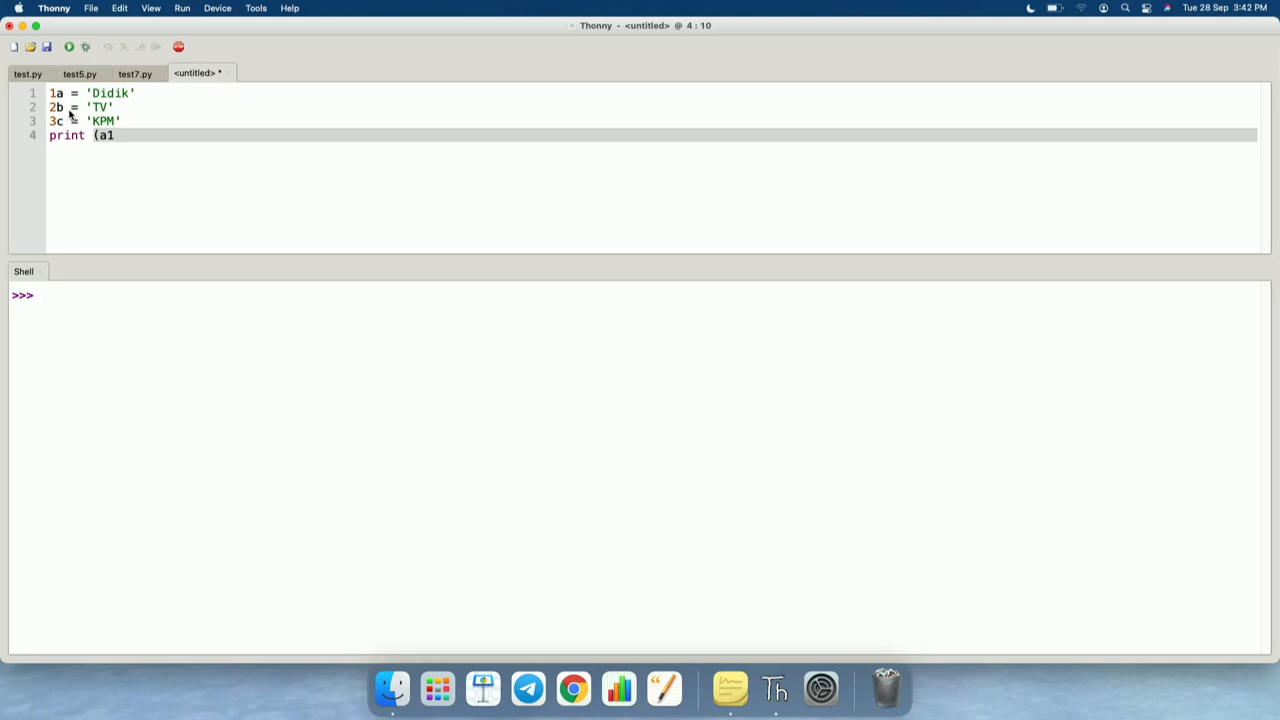 Thonny File Edit View Run Device Tools Help Tue 28 Sep 3:42 PM
Thonny - <untitled> @ 4 : 10
STOP
test.py test5.py test7.py <untitled> *
1 1a = 'Didik'
2 2b = 'TV'
3 3c = 'KPM'
4 print (a1
Shell
>>>
Th